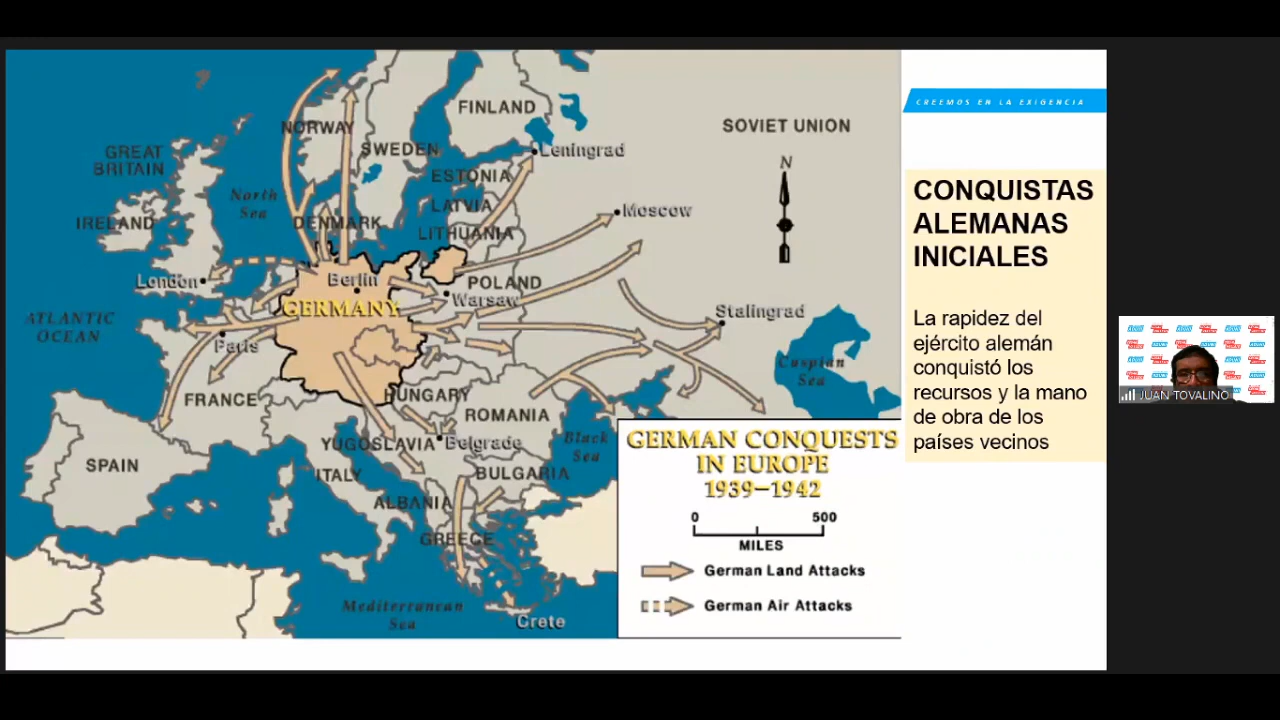 FINLAND
SOVIET UNION
NORWAY
SWEDEN
GREAT
BRITAIN
Leningrad
N
ESTONIA
North
Sea
LATVIA
Moscow
IRELAND
DENMARK
LITHUANIA
London
Berlin
POLAND
Warsaw
GERMANY
Stalingrad
ATLANTIC
OCEAN
Paris
Caspian
Sea
FRANCE
HUNGARY
ROMANIA
YUGOSLAVIA
Belgrade
Black
Sea
SPAIN
ITALY
BULGARIA
ALBANIA
GREECE
Mediterranean
Sea
Crete
GERMAN CONQUESTS
IN EUROPE
1939–1942
0 500
MILES
German Land Attacks
German Air Attacks
CREEMOS EN LA EXIGENCIA
CONQUISTAS
ALEMANAS
INICIALES
La rapidez del
ejército alemán
conquistó los
recursos y la mano
de obra de los
países vecinos
JUAN TOVALINO